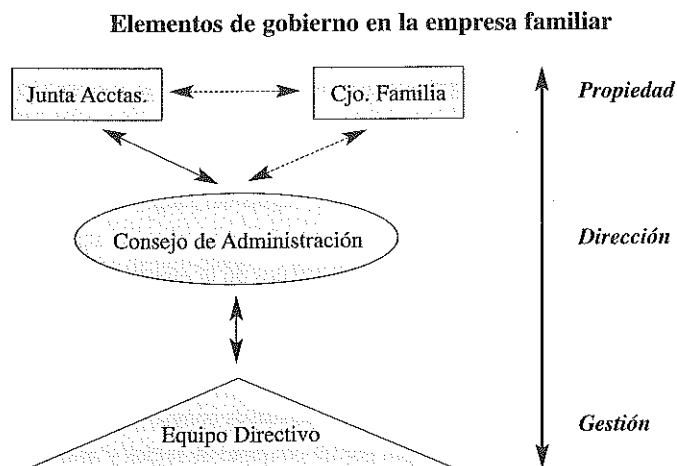 Elementos de gobierno en la empresa familiar
Junta Acctas.
Cjo. Familia
Propiedad
Consejo de Administración
Dirección
Equipo Directivo
Gestión